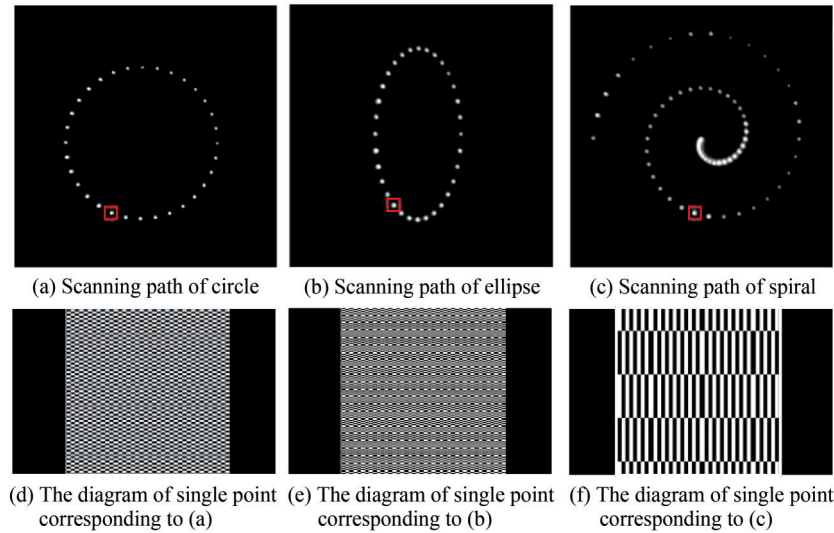 (a) Scanning path of circle
(b) Scanning path of ellipse
(c) Scanning path of spiral
(d) The diagram of single point
corresponding to (a)
(e) The diagram of single point
corresponding to (b)
(f) The diagram of single point
corresponding to (c)